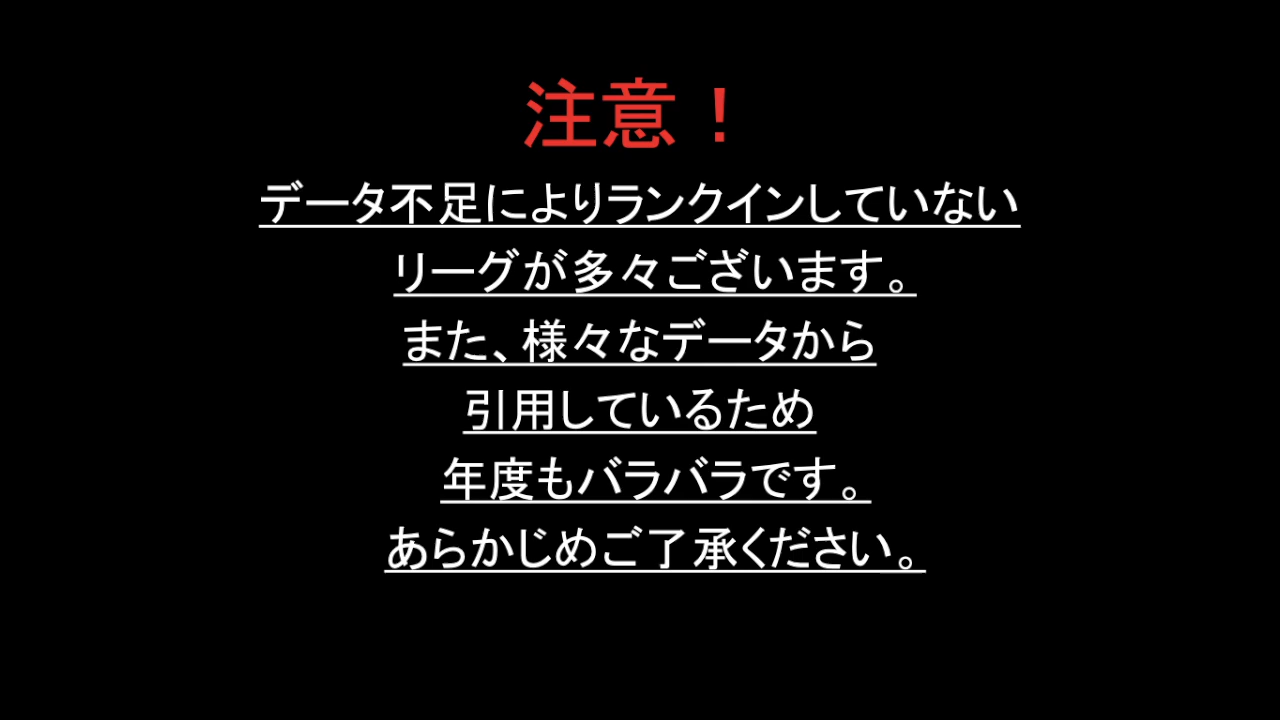 注意！
データ不足によりランクインしていない
リーグが多々ございます。
また、様々なデータから
引用しているため
年度もバラバラです。
あらかじめご了承ください。